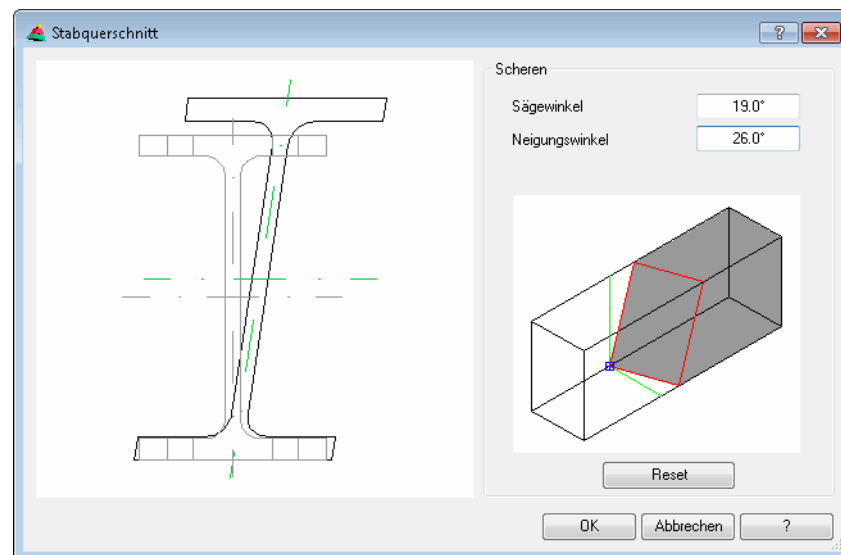 Stabquerschnitt
?
Scheren
Sägewinkel 19.0°
Neigungswinkel 26.0°
Reset
OK Abbrechen ?